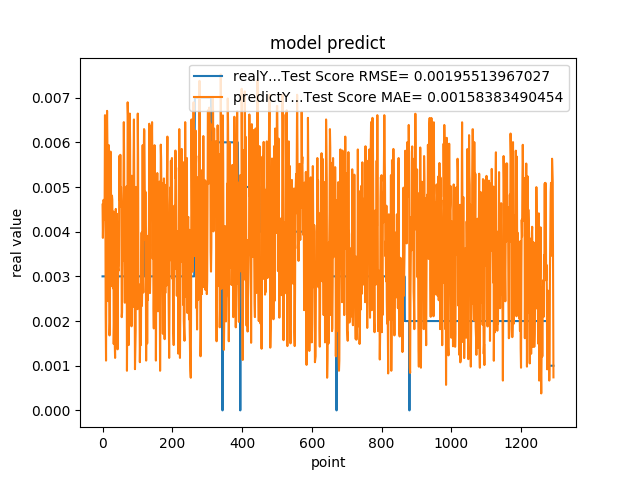 model predict
realY...Test Score RMSE= 0.00195513967027
predictY...Test Score MAE= 0.00158383490454
0.007
0.006
0.005
0.004
0.003
0.002
0.001
0.000
real value
0 200 400 600 800 1000 1200
point